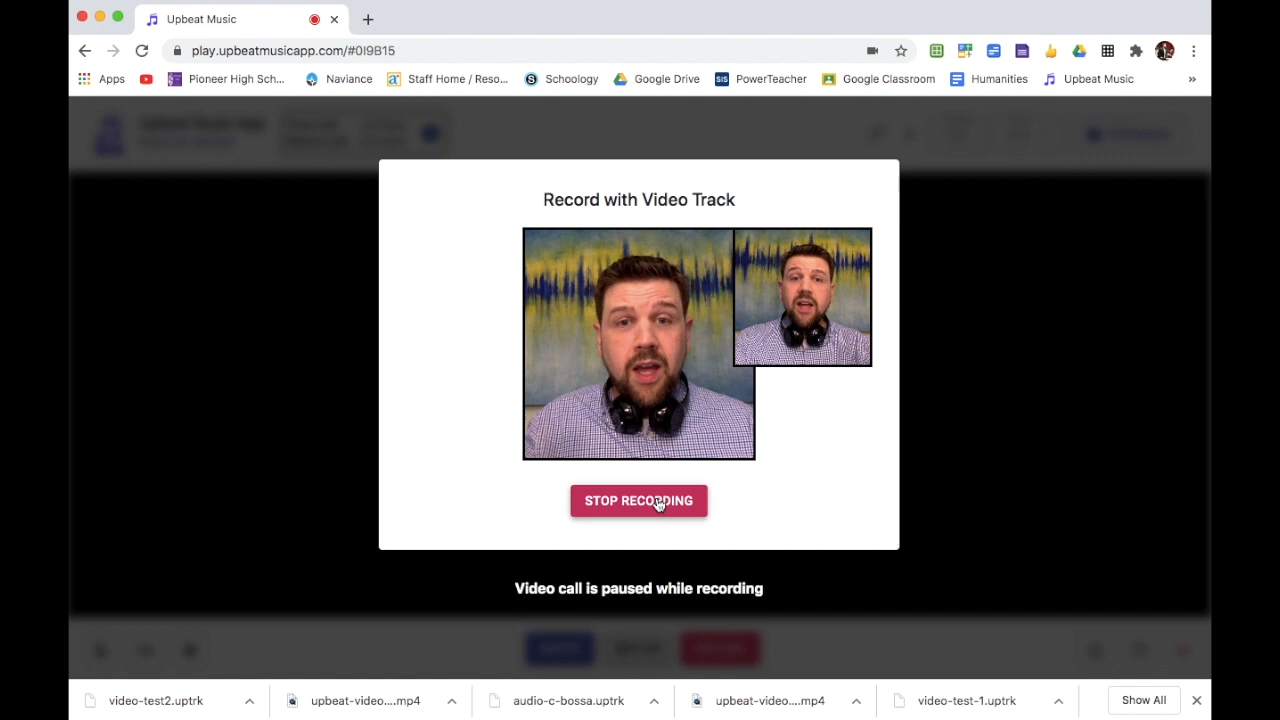 Upbeat Music
play.upbeatmusicapp.com/#0I9B15
Apps
Pioneer High Sch...
Naviance
Staff Home / Reso...
Schoology
Google Drive
SIS PowerTeacher
Google Classroom
Humanities
Upbeat Music
Record with Video Track
STOP RECORDING
Video call is paused while recording
video-test2.uptrk
upbeat-video....mp4
audio-c-bossa.uptrk
upbeat-video....mp4
video-test-1.uptrk
Show All